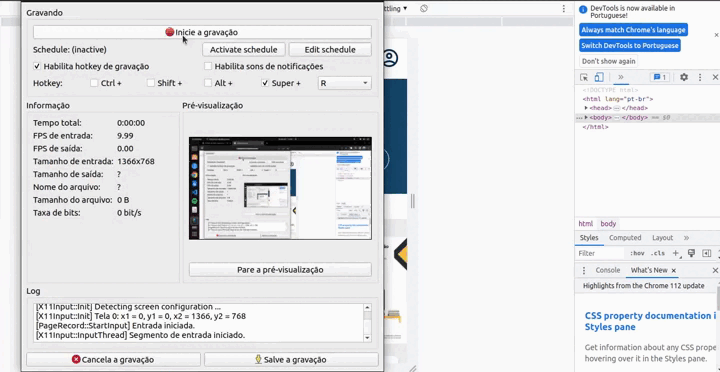 Gravando
Inicie a gravação
Schedule: (inactive)
Activate schedule
Edit schedule
Habilita hotkey de gravação
Habilita sons de notificações
Hotkey:
Ctrl +
Shift +
Alt +
Super +
R
Informação
Tempo total: 0:00:00
FPS de entrada: 9.99
FPS de saída: 0.00
Tamanho de entrada: 1366x768
Tamanho de saída: ?
Nome do arquivo: ?
Tamanho do arquivo: 0 B
Taxa de bits: 0 bit/s
Pré-visualização
Pare a pré-visualização
Log
[X11Input::Init] Detecting screen configuration ...
[X11Input::Init] Tela 0: x1 = 0, y1 = 0, x2 = 1366, y2 = 768
[PageRecord::StartInput] Entrada iniciada.
[X11Input::InputThread] Segmento de entrada iniciado.
Cancela a gravação
Salve a gravação
ttling
DevTools is now available in
Portuguese!
Always match Chrome's language
Switch DevTools to Portuguese
Don't show again
1
<!DOCTYPE html>
<html lang="pt-br">
<head> </head>
<body> </body> == $0
</html>
html body
Styles Computed Layout
Filter :hov .cls
Console What's New
Highlights from the Chrome 112 update
CSS property documentation i
Styles pane
Get information about any CSS prope
hovering over it in the Styles pane.